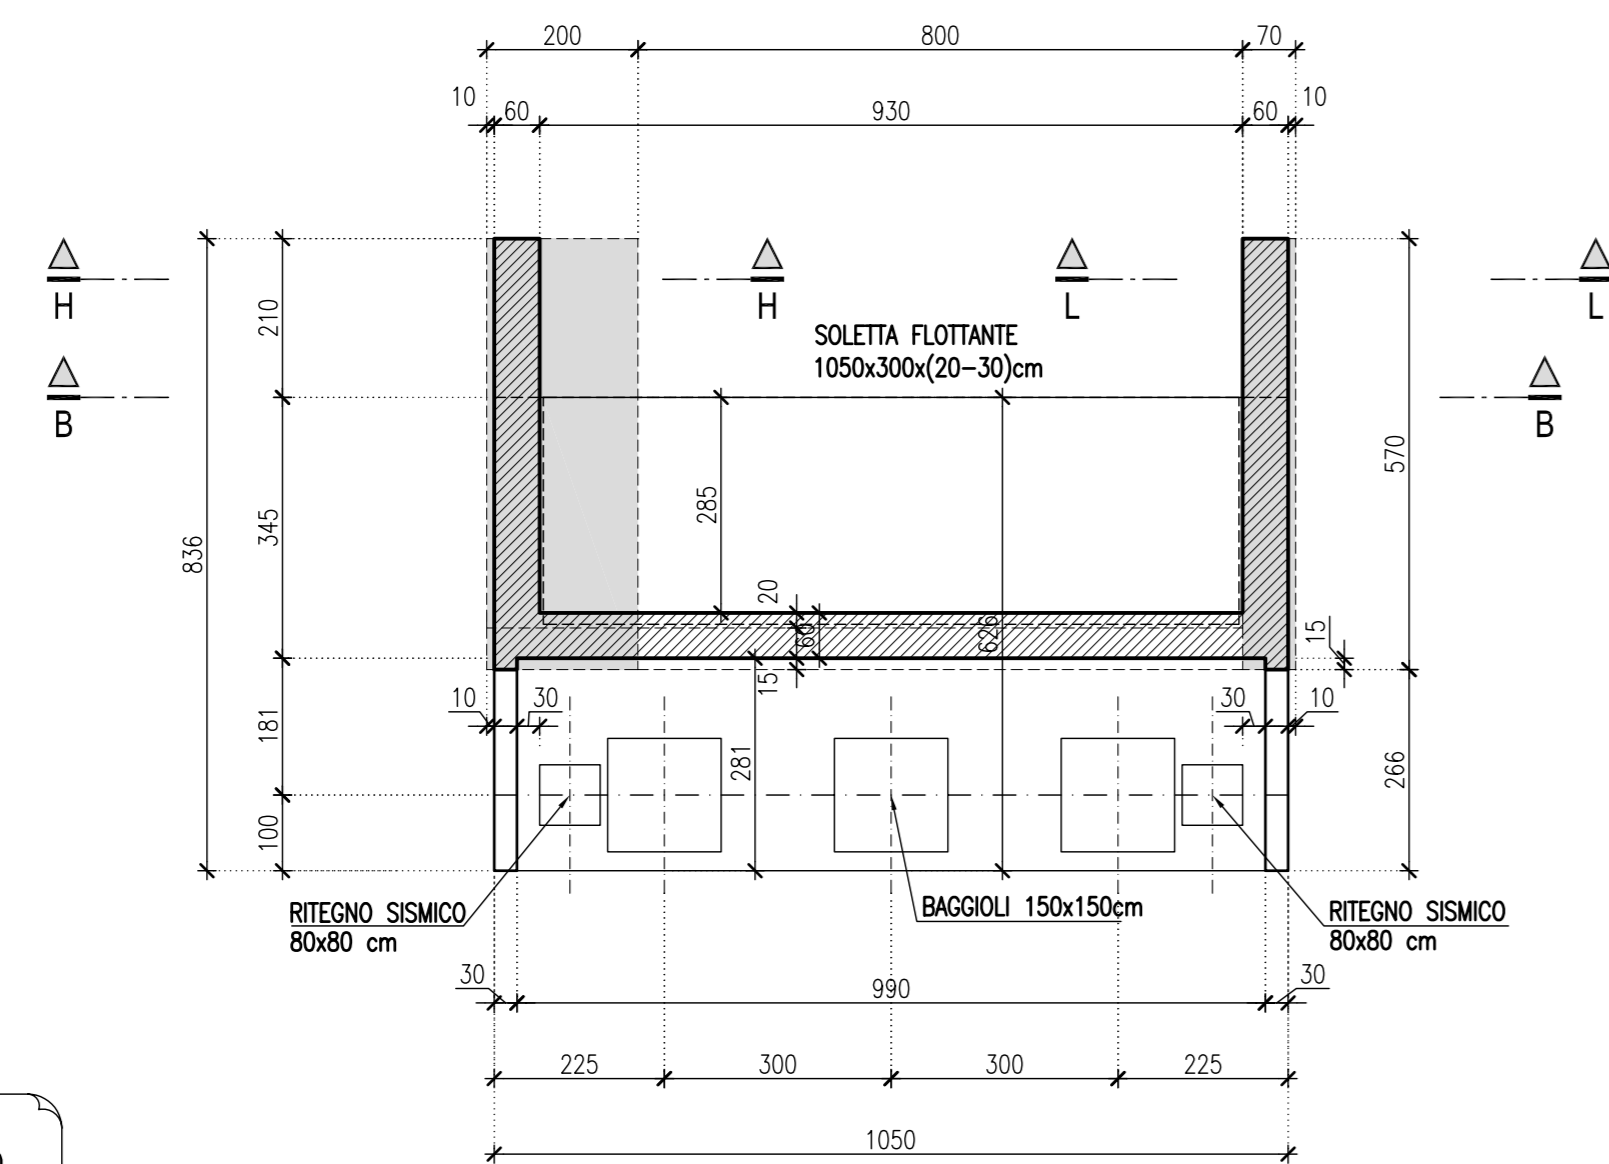 200 800 70
10 60 930 60 10
H H L L
SOLETTA FLOTTANTE
1050x300x(20-30)cm
B B
210
345
836
285
20
60
626
570
15
15
10 30 30 10
181
281
266
100
RITEGNO SISMICO
80x80 cm
BAGGIOLI 150x150cm
RITEGNO SISMICO
80x80 cm
30 990 30
225 300 300 225
1050